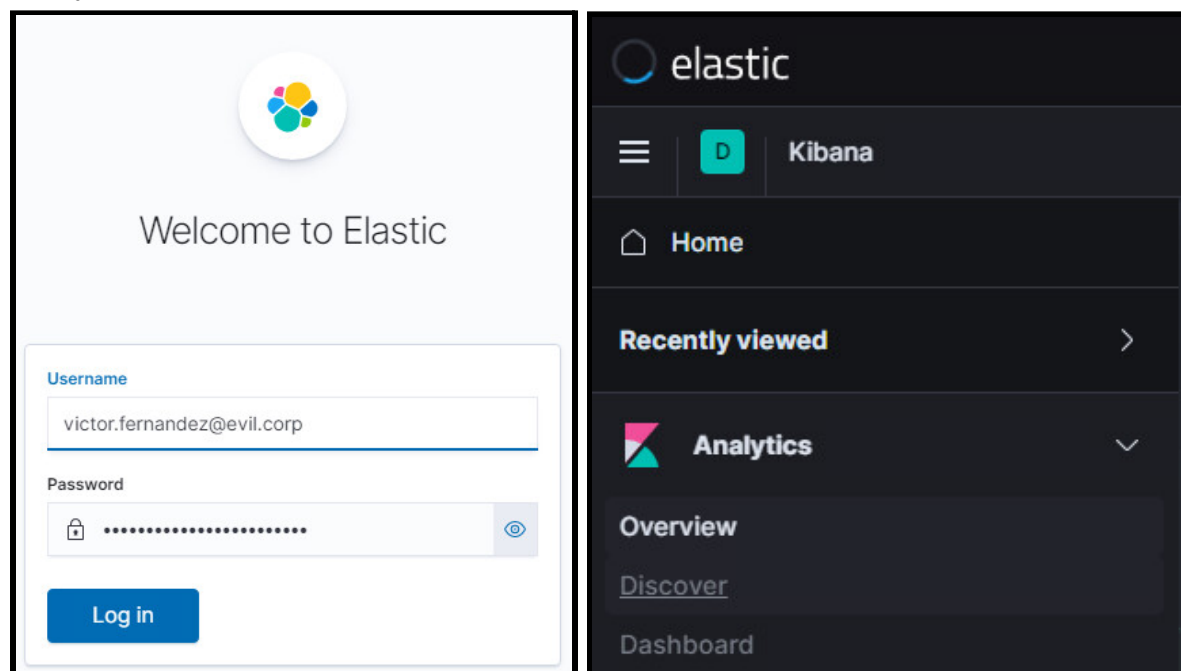 Welcome to Elastic
Username
victor.fernandez@evil.corp
Password
Log in
elastic
D Kibana
Home
Recently viewed
Analytics
Overview
Discover
Dashboard